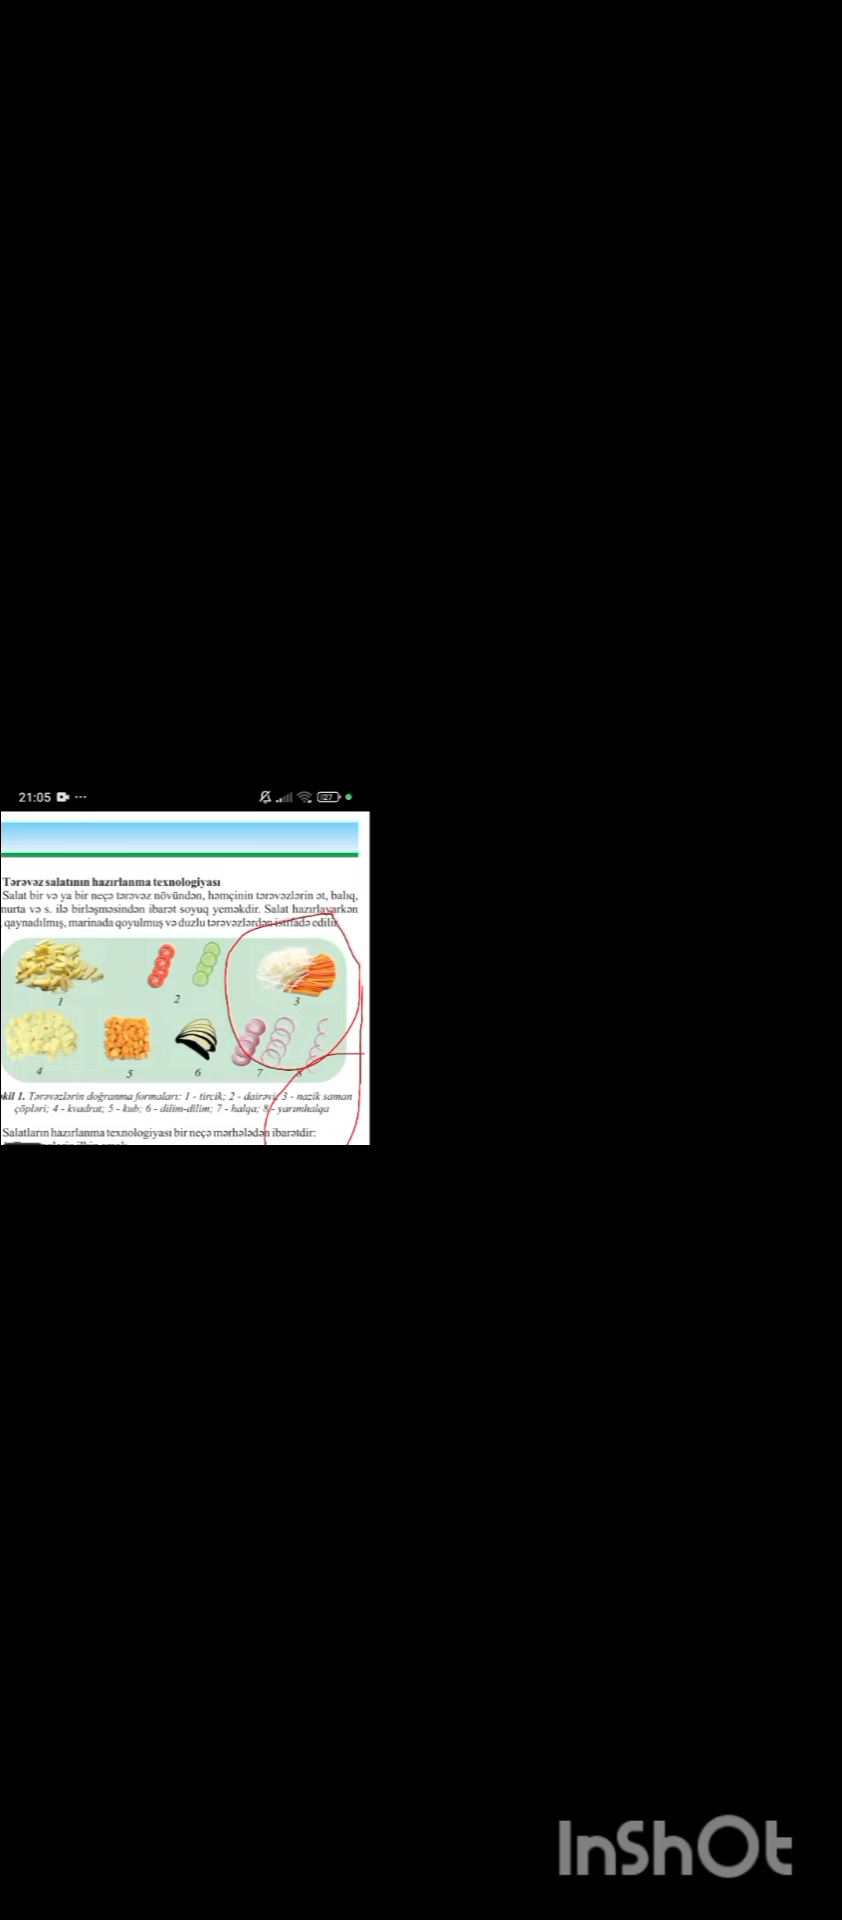 21:05
27
Tərəvəz salatının hazırlanma texnologiyası
Salat bir və ya bir neçə tərəvəz növündən, həmçinin tərəvəzlərin ət, balıq,
murta və s. ilə birləşməsindən ibarət soyuq yeməkdir. Salat hazırlayarkən
, qaynadılmış, marinada qoyulmuş və duzlu tərəvəzlərdən istifadə edilir.
1
2
3
4
5
6
7
8
kil 1. Tərəvəzlərin doğranma formaları: 1 - tircik; 2 - dairəvi; 3 - nazik saman
çöpləri; 4 - kvadrat; 5 - kub; 6 - dilim-dilim; 7 - halqa; 8 - yarımhalqa
Salatların hazırlanma texnologiyası bir neçə mərhələdən ibarətdir:
InShOt